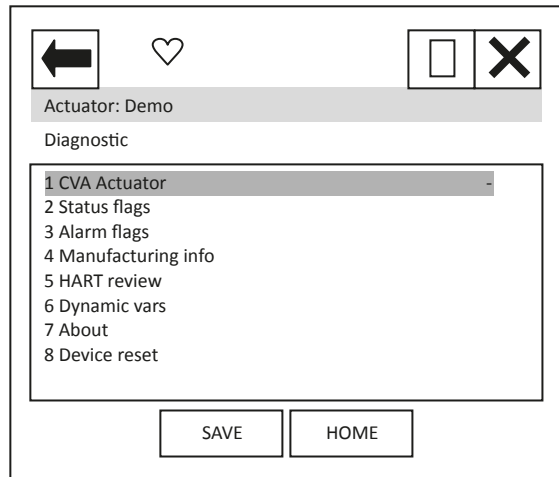 Actuator: Demo
Diagnostic
1 CVA Actuator -
2 Status flags
3 Alarm flags
4 Manufacturing info
5 HART review
6 Dynamic vars
7 About
8 Device reset
SAVE HOME